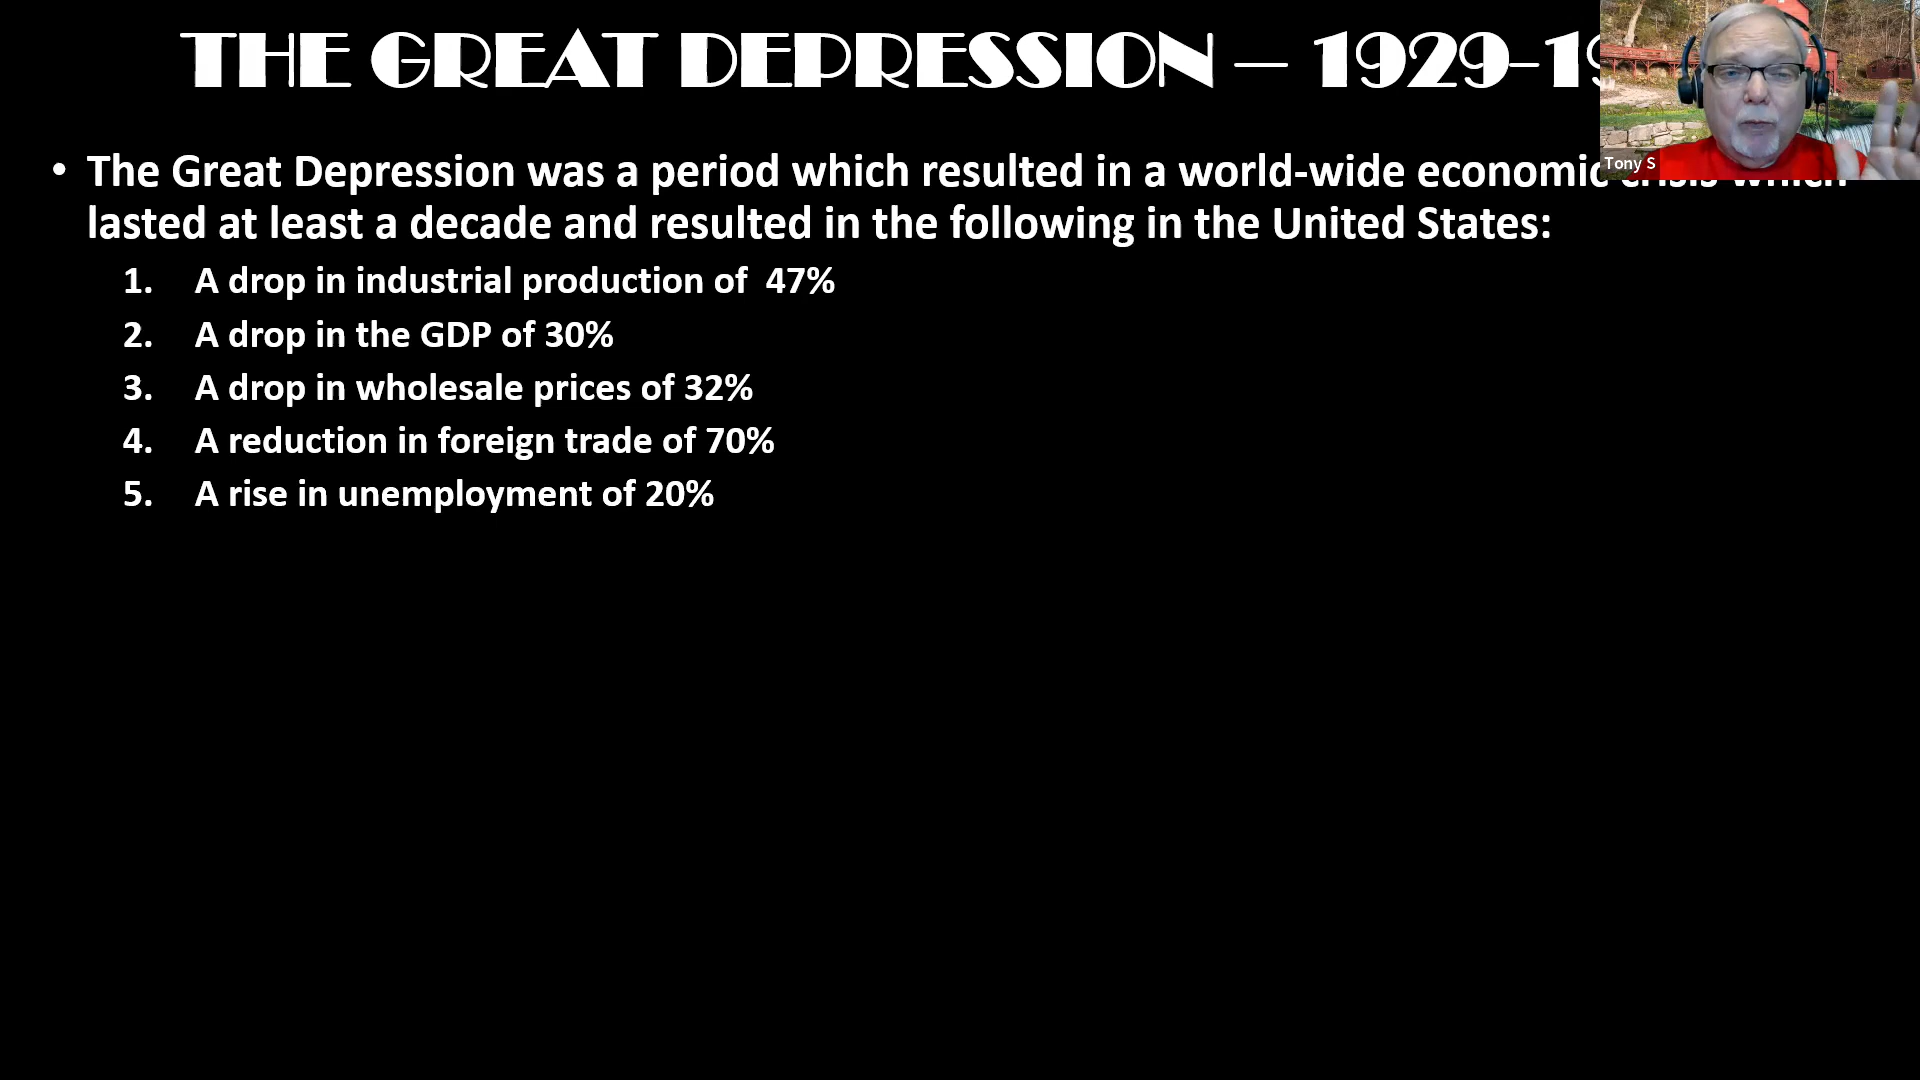 THE GREAT DEPRESSION – 1929-19
• The Great Depression was a period which resulted in a world-wide economic crisis which
lasted at least a decade and resulted in the following in the United States:
1. A drop in industrial production of 47%
2. A drop in the GDP of 30%
3. A drop in wholesale prices of 32%
4. A reduction in foreign trade of 70%
5. A rise in unemployment of 20%
Tony S